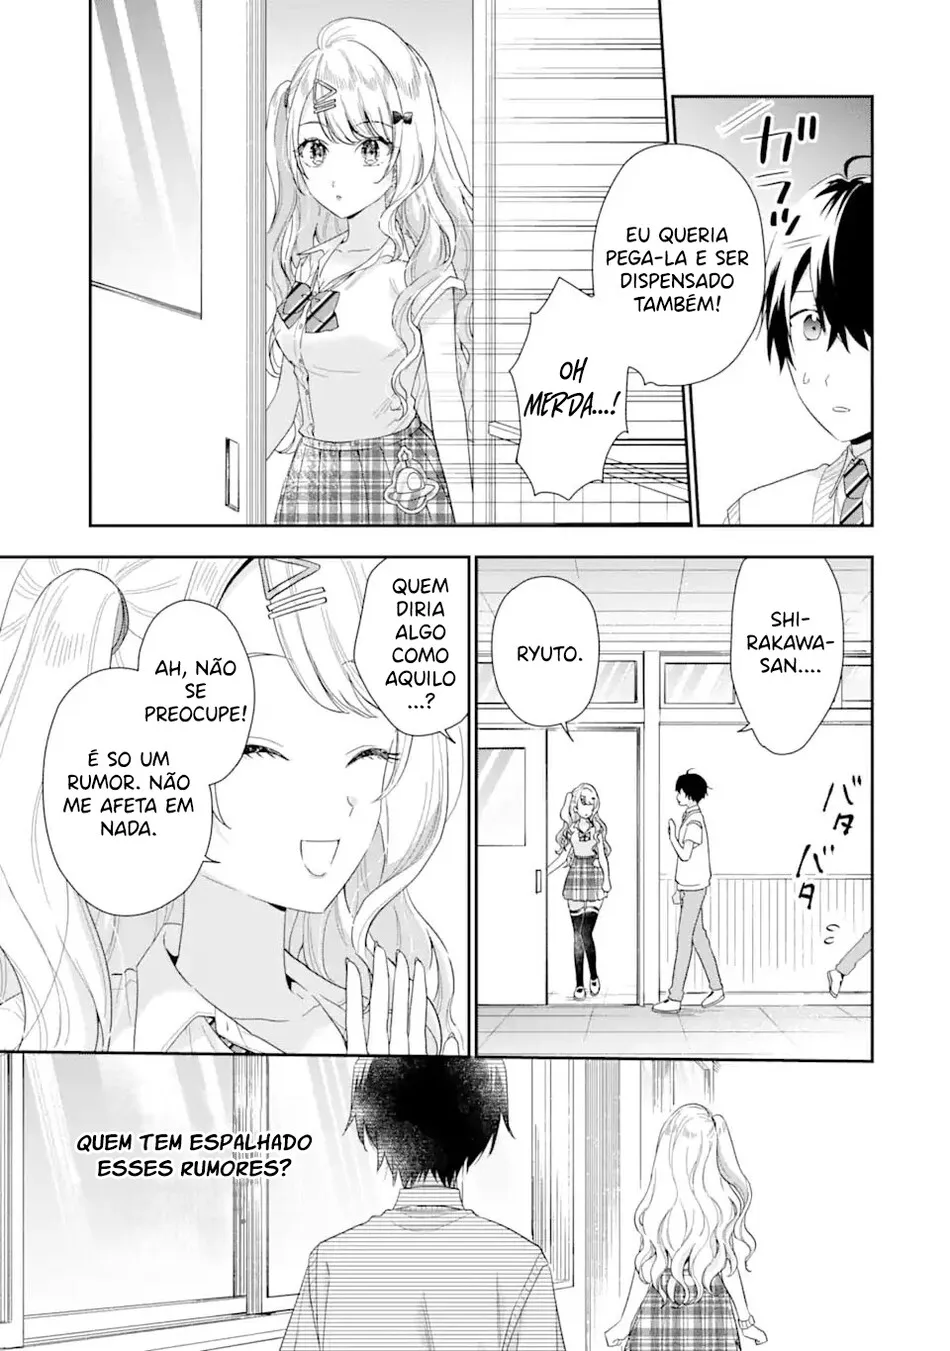 ガラッ
EU QUERIA
PEGA-LA E SER
DISPENSADO
TAMBÉM!
OH
MERDA...!
SHI-
RAKAWA-
SAN....
RYUTO.
バタ
バタ
QUEM
DIRIA
ALGO
COMO
AQUILO
...?
AH, NÃO
SE
PREOCUPE!
É SO UM
RUMOR. NÃO
ME AFETA EM
NADA.
QUEM TEM ESPALHADO
ESSES RUMORES?